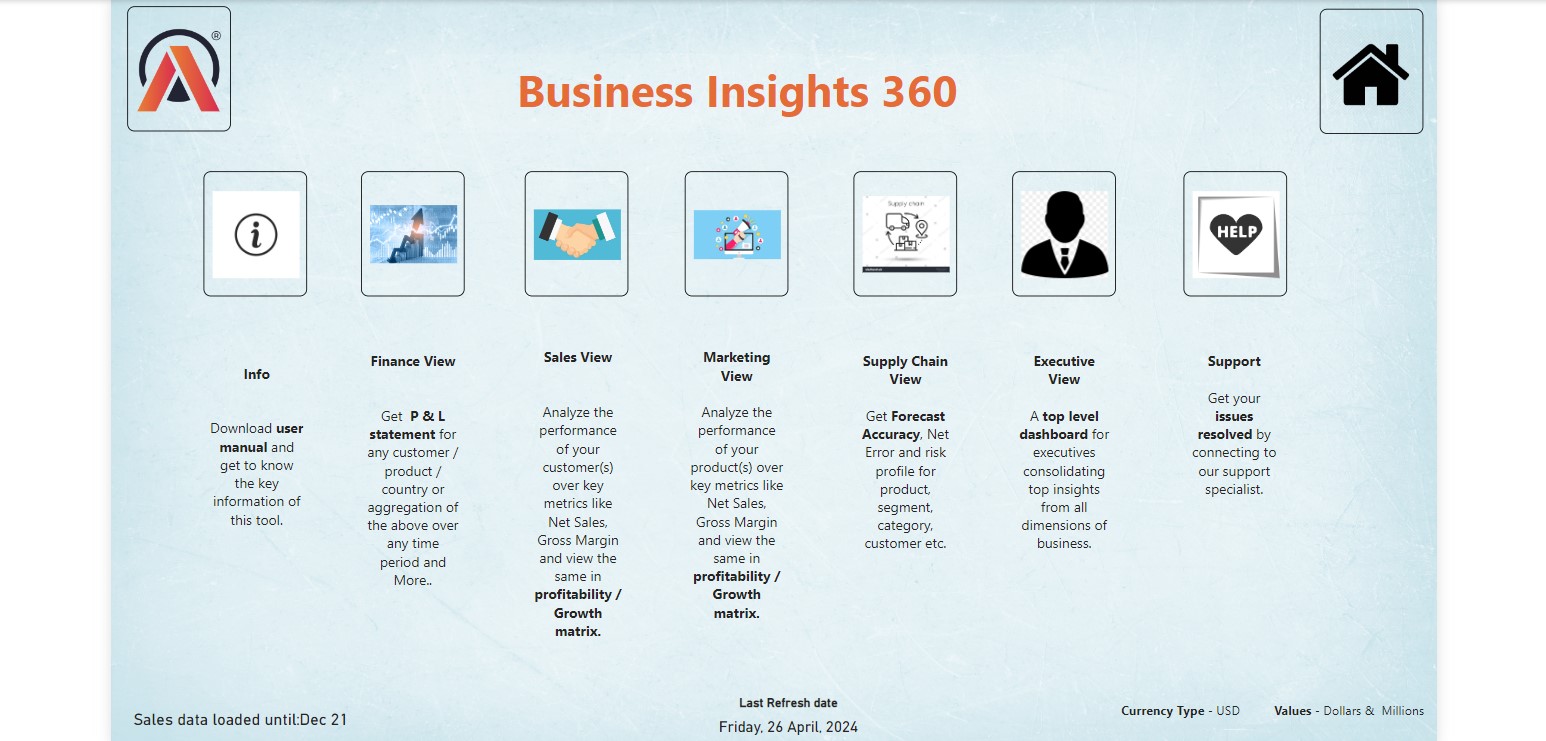 ®
Business Insights 360
Supply chain
HELP
Info
Download user
manual and
get to know
the key
information of
this tool.
Finance View
Get  P & L
statement for
any customer /
product /
country or
aggregation of
the above over
any time
period and
More..
Sales View
Analyze the
performance
of your
customer(s)
over key
metrics like
Net Sales,
Gross Margin
and view the
same in
profitability /
Growth
matrix.
Marketing
View
Analyze the
performance
of your
product(s) over
key metrics like
Net Sales,
Gross Margin
and view the
same in
profitability /
Growth
matrix.
Supply Chain
View
Get Forecast
Accuracy, Net
Error and risk
profile for
product,
segment,
category,
customer etc.
Executive
View
A top level
dashboard for
executives
consolidating
top insights
from all
dimensions of
business.
Support
Get your
issues
resolved by
connecting to
our support
specialist.
Sales data loaded until:Dec 21
Last Refresh date
Friday, 26 April, 2024
Currency Type - USD
Values - Dollars &  Millions